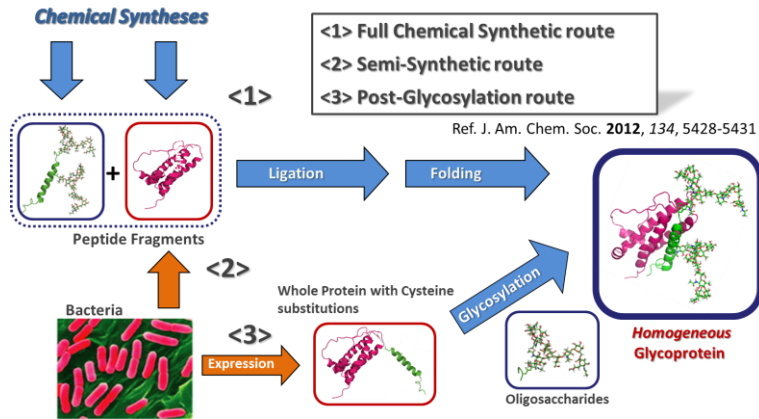 Chemical Syntheses
<1> Full Chemical Synthetic route
<2> Semi-Synthetic route
<3> Post-Glycosylation route
<1>
Ref. J. Am. Chem. Soc. 2012, 134, 5428-5431
+
Ligation
Folding
Peptide Fragments
<2>
Bacteria
Whole Protein with Cysteine
substitutions
Glycosylation
<3>
Expression
Oligosaccharides
Homogeneous
Glycoprotein